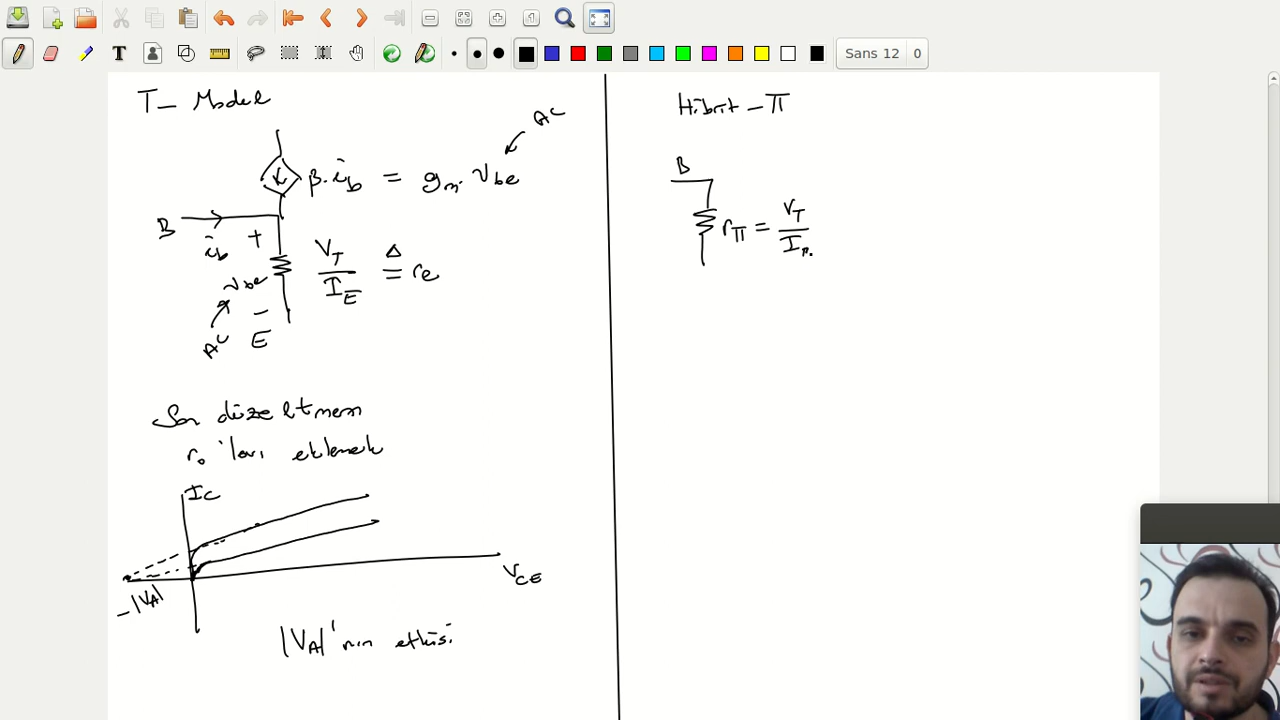 Sans 12 0
T- Model
AC
β.ib = gm.Vbe
B
ib
+
VT/IE ≜ re
Vbe
-
AC
E
Son düzeltmem
ro'ları eklemek
IC
VCE
-|VA|
|VA|'nın etkisi
Hibrit - π
B
rπ = VT/I